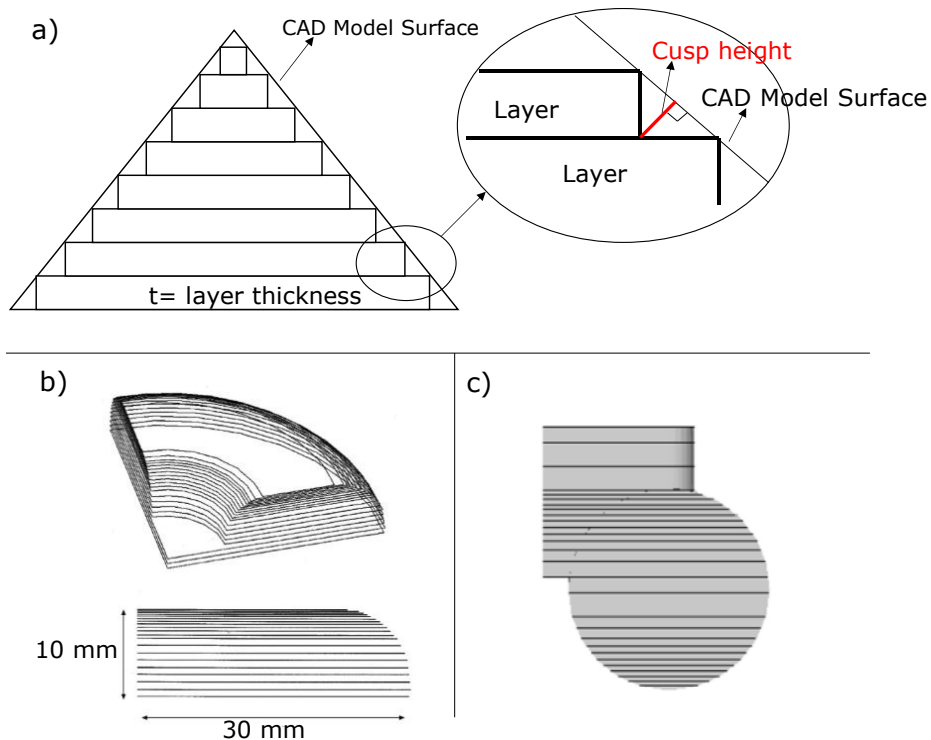 a)
CAD Model Surface
Cusp height
CAD Model Surface
Layer
Layer
t= layer thickness
b)
10 mm
30 mm
c)